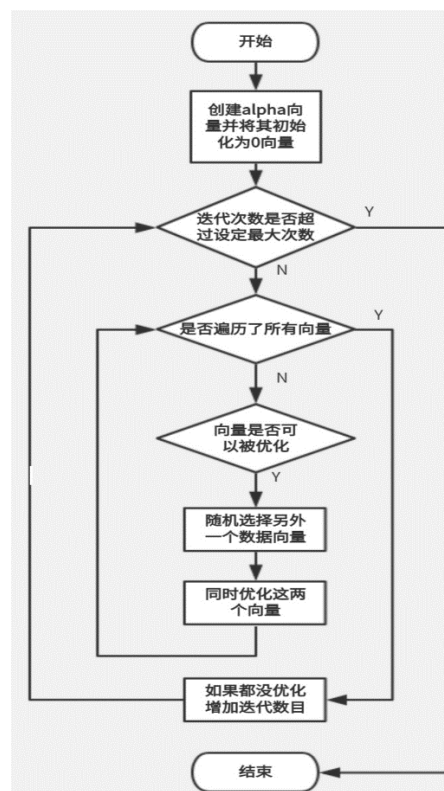 开始
创建alpha向
量并将其初始
化为0向量
迭代次数是否超
过设定最大次数
Y
N
是否遍历了所有向量
Y
N
向量是否可
以被优化
Y
随机选择另外
一个数据向量
同时优化这两
个向量
如果都没优化
增加迭代数目
结束